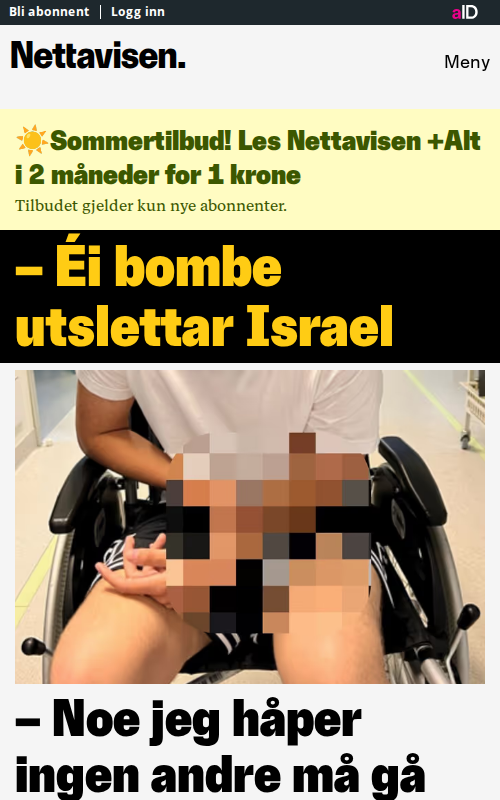 Bli abonnent | Logg inn
aID
Nettavisen.
Meny
☀️Sommertilbud! Les Nettavisen +Alt
i 2 måneder for 1 krone
Tilbudet gjelder kun nye abonnenter.
– Éi bombe
utslettar Israel
– Noe jeg håper
ingen andre må gå